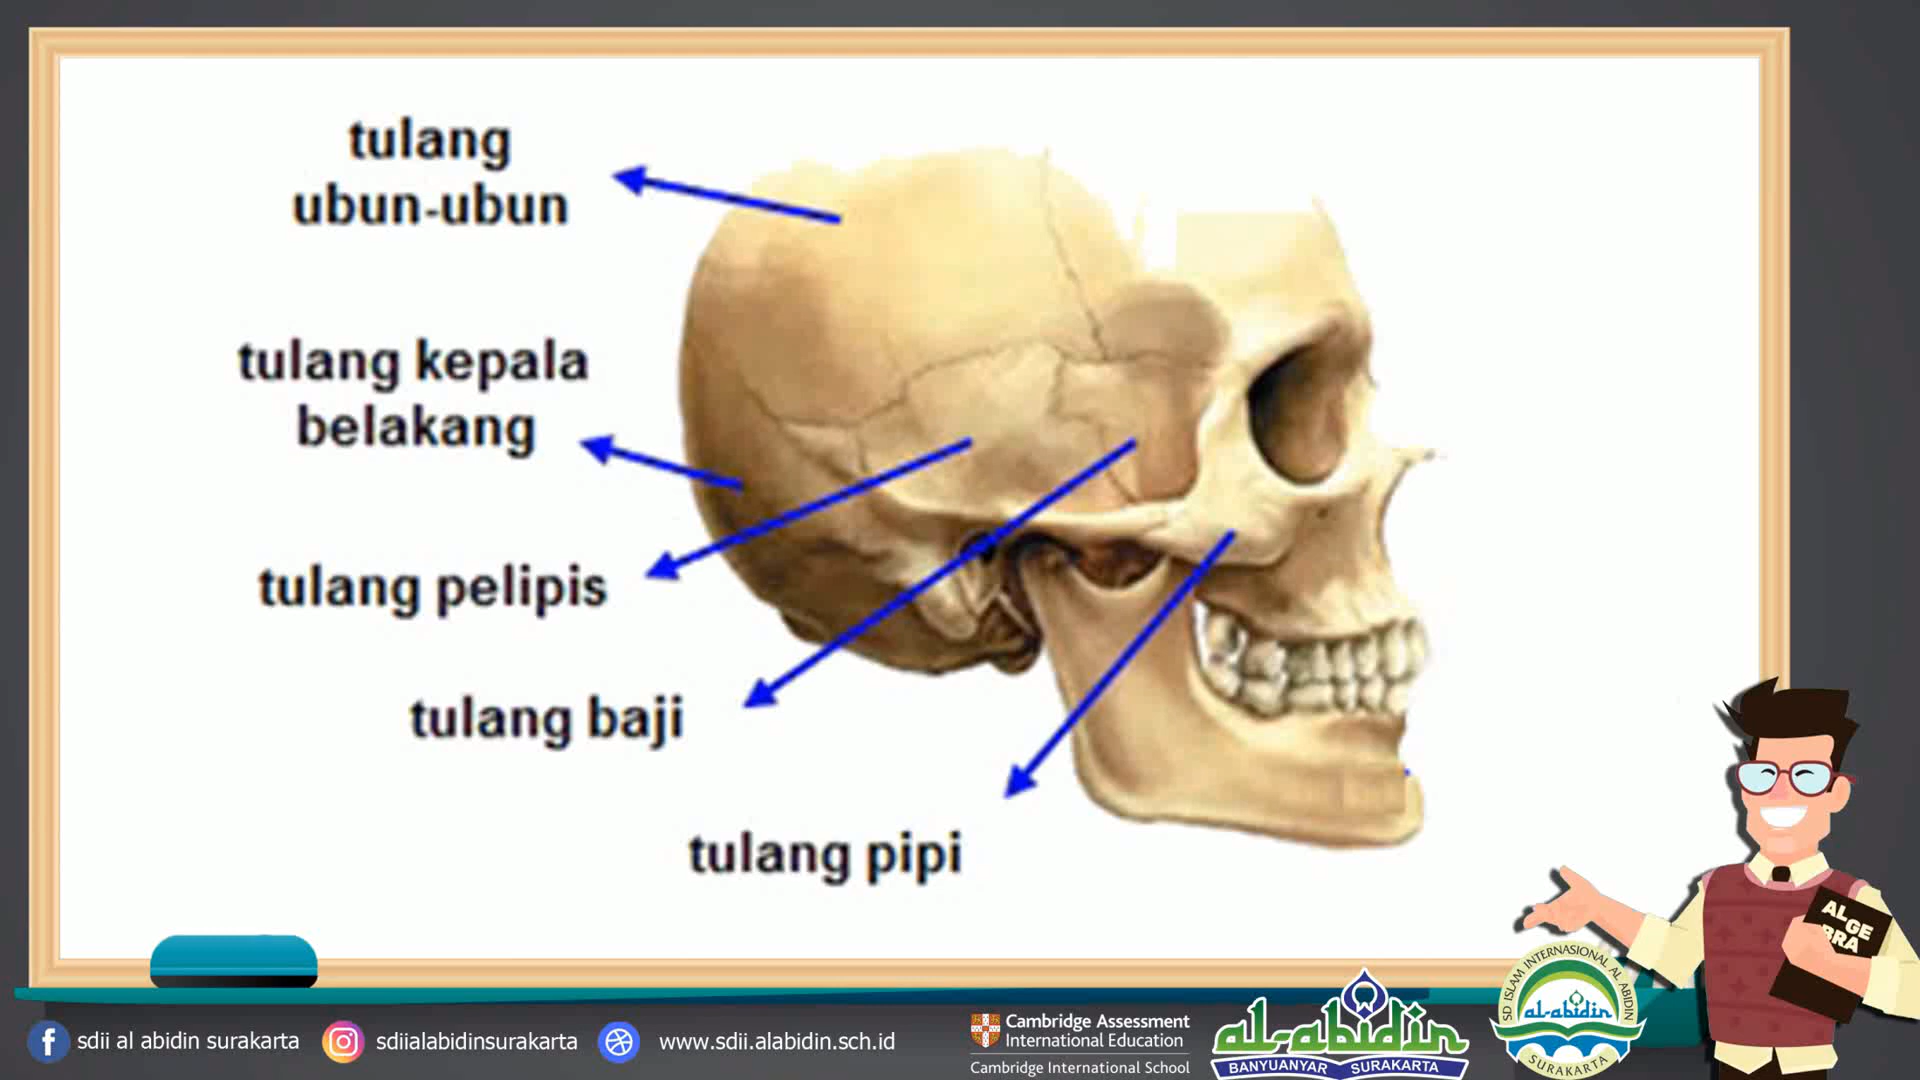 tulang
ubun-ubun
tulang kepala
belakang
tulang pelipis
tulang baji
tulang pipi
ALGE
BRA
sdii al abidin surakarta
sdiialabidinsurakarta
www.sdii.alabidin.sch.id
Cambridge Assessment
International Education
Cambridge International School
al-abidin
BANYUANYAR SURAKARTA
SD ISLAM INTERNASIONAL AL ABIDIN
al-abidin
SURAKARTA